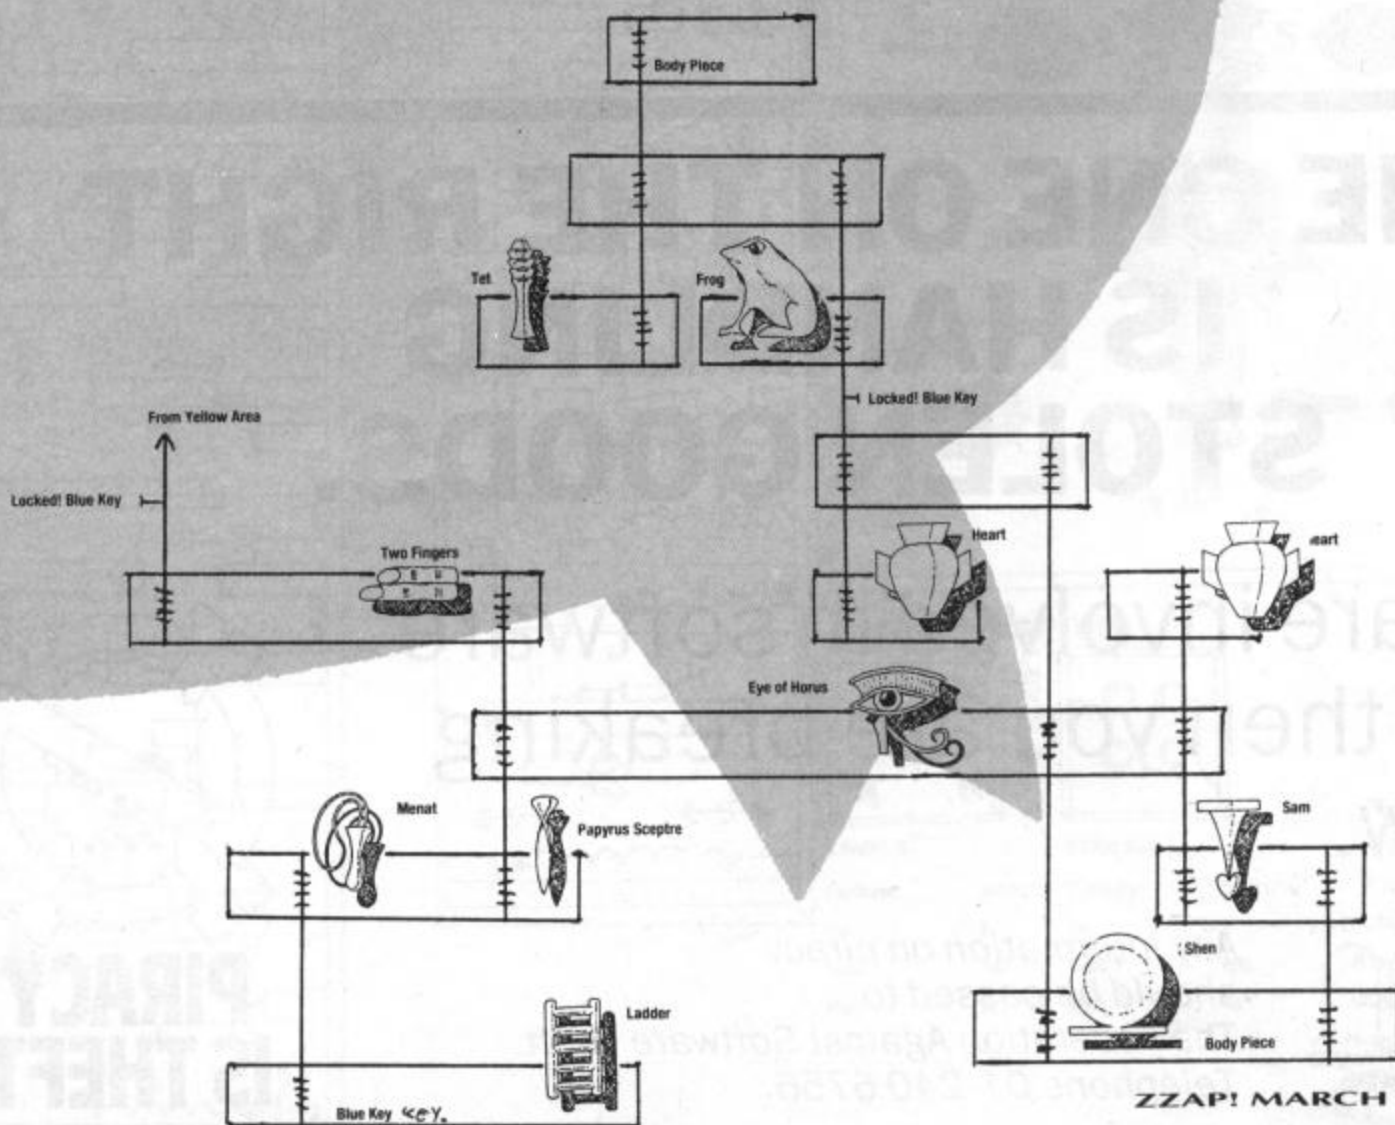 Body Piece
Tet
Frog
Locked! Blue Key
From Yellow Area
Locked! Blue Key
Two Fingers
Heart
eart
Eye of Horus
Menat
Papyrus Sceptre
Sam
Shen
Ladder
Body Piece
Blue Key KEY.
ZZAP! MARCH